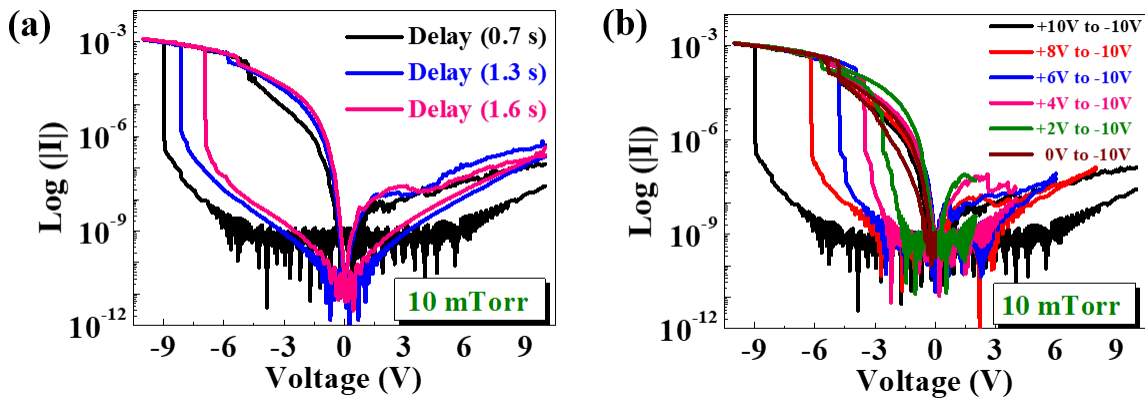 (a)
Log (|I|)
10^-3
10^-6
10^-9
10^-12
Delay (0.7 s)
Delay (1.3 s)
Delay (1.6 s)
10 mTorr
-9 -6 -3 0 3 6 9
Voltage (V)
(b)
Log (|I|)
10^-3
10^-6
10^-9
10^-12
+10V to -10V
+8V to -10V
+6V to -10V
+4V to -10V
+2V to -10V
0V to -10V
10 mTorr
-9 -6 -3 0 3 6 9
Voltage (V)